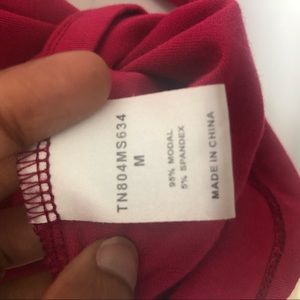 TN804MS634
M
95% MODAL
5% SPANDEX
MADE IN CHINA